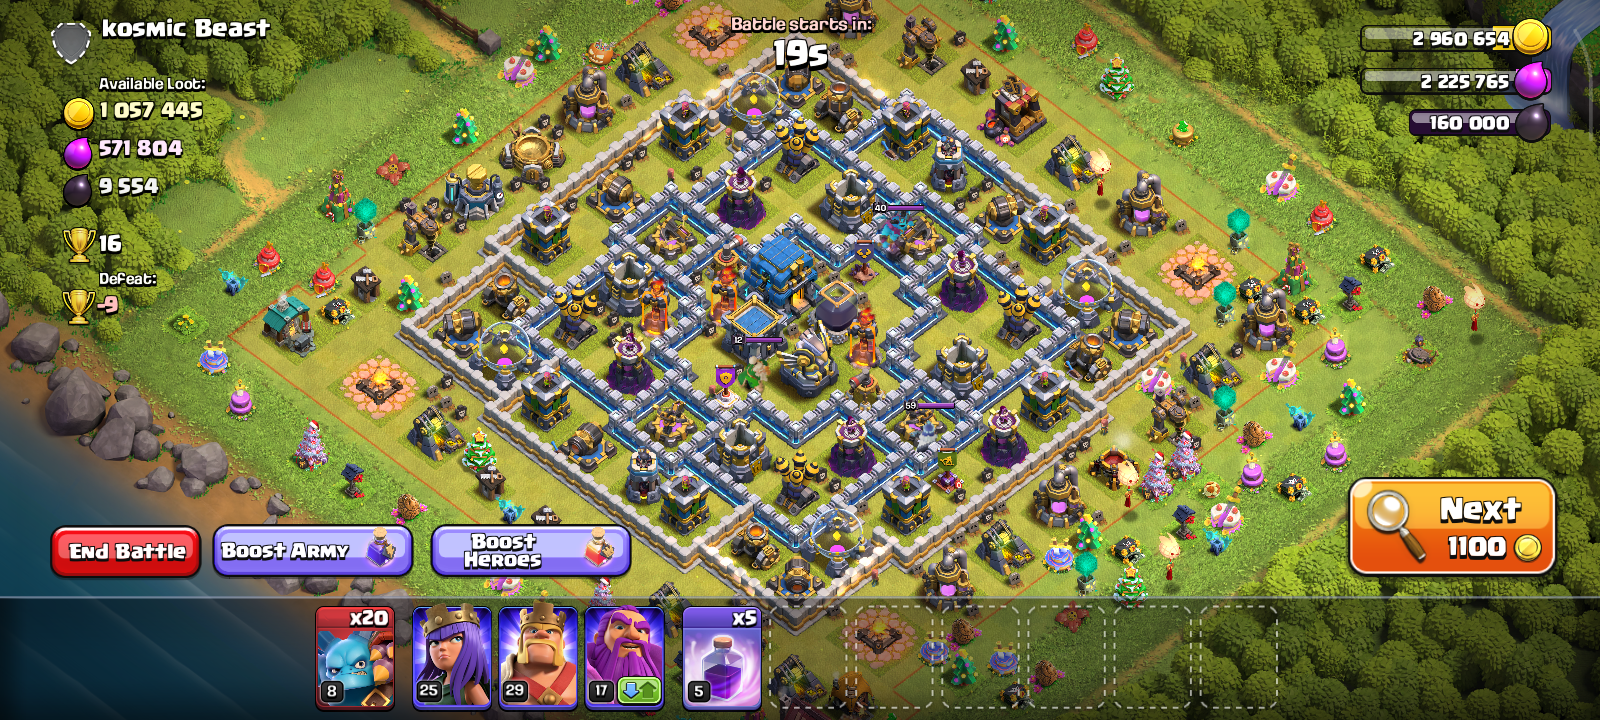 kosmic Beast
Available Loot:
1 057 445
571 804
9 554
16
Defeat:
-9
Battle starts in:
19s
2 960 654
2 225 765
160 000
40
12
59
End Battle
Boost Army
Boost
Heroes
Next
1100
x20
8
25
29
17
x5
5